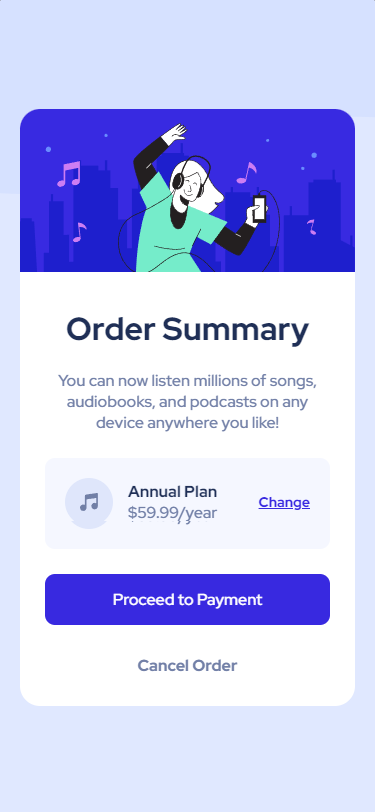 Order Summary
You can now listen millions of songs,
audiobooks, and podcasts on any
device anywhere you like!
Annual Plan
$59.99/year
Change
Proceed to Payment
Cancel Order